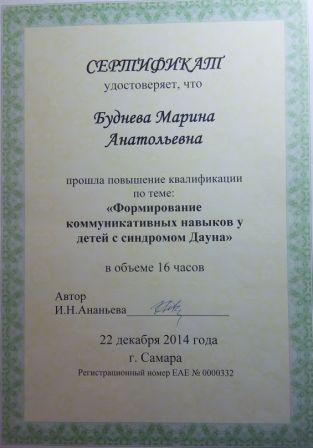 СЕРТИФИКАТ
удостоверяет, что
Буднева Марина
Анатольевна
прошла повышение квалификации
по теме:
«Формирование
коммуникативных навыков у
детей с синдромом Дауна»
в объеме 16 часов
Автор
И.Н.Ананьева
22 декабря 2014 года
г. Самара
Регистрационный номер ЕАЕ № 0000332